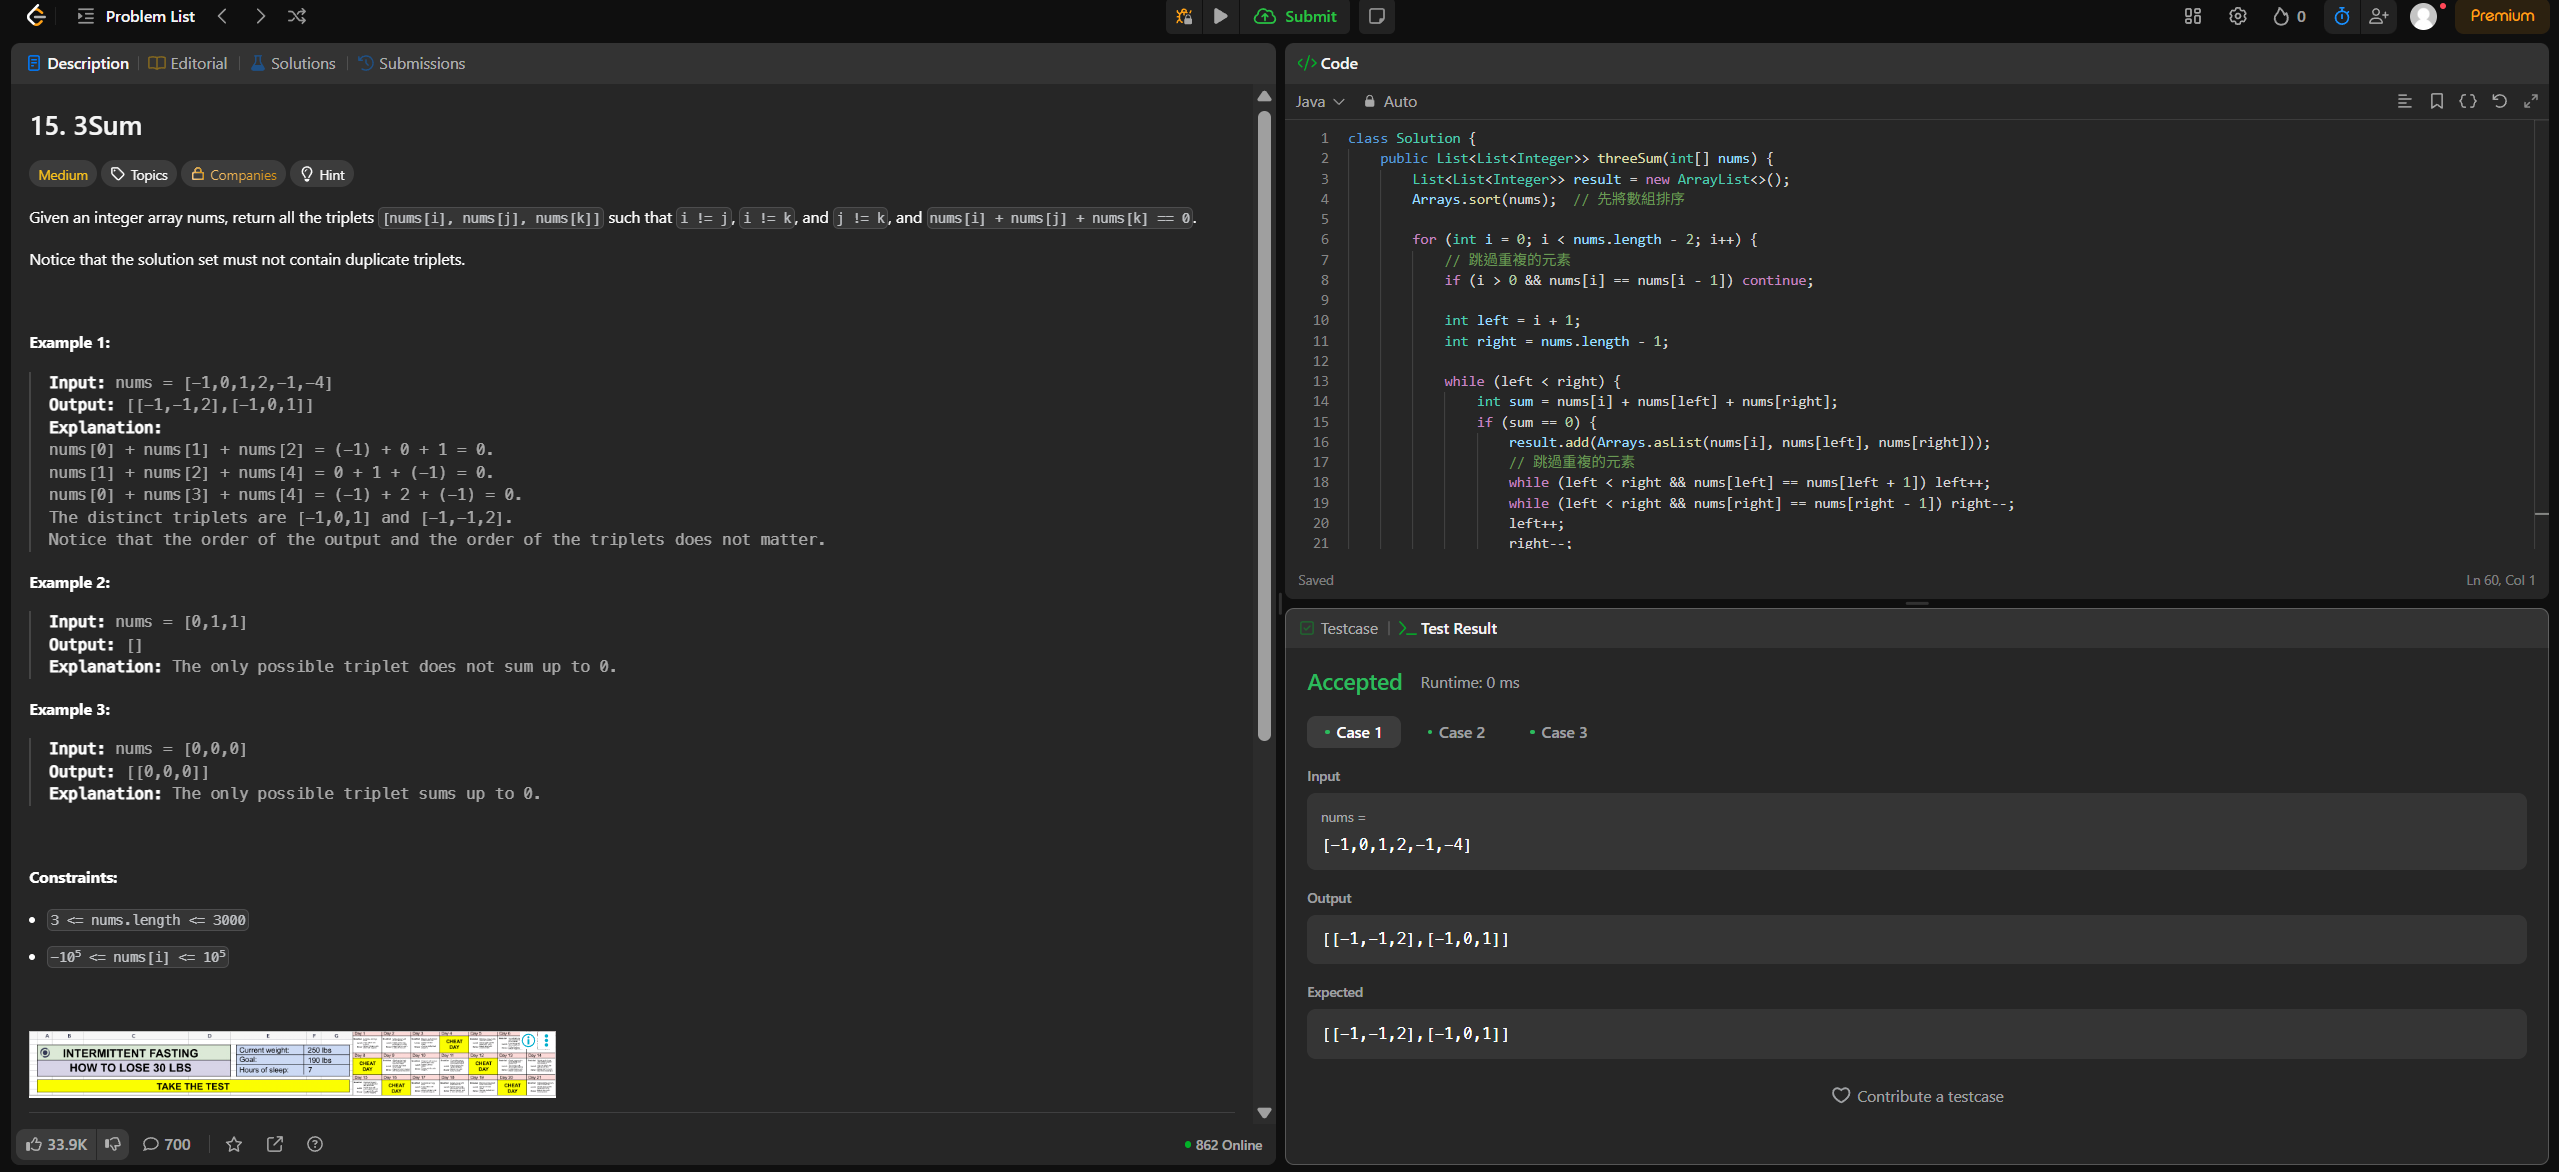 Problem List
Submit
0
Premium
Description
Editorial
Solutions
Submissions
15. 3Sum
Medium
Topics
Companies
Hint
Given an integer array nums, return all the triplets [nums[i], nums[j], nums[k]] such that i != j, i != k, and j != k, and nums[i] + nums[j] + nums[k] == 0.
Notice that the solution set must not contain duplicate triplets.
Example 1:
Input: nums = [-1,0,1,2,-1,-4]
Output: [[-1,-1,2],[-1,0,1]]
Explanation:
nums[0] + nums[1] + nums[2] = (-1) + 0 + 1 = 0.
nums[1] + nums[2] + nums[4] = 0 + 1 + (-1) = 0.
nums[0] + nums[3] + nums[4] = (-1) + 2 + (-1) = 0.
The distinct triplets are [-1,0,1] and [-1,-1,2].
Notice that the order of the output and the order of the triplets does not matter.
Example 2:
Input: nums = [0,1,1]
Output: []
Explanation: The only possible triplet does not sum up to 0.
Example 3:
Input: nums = [0,0,0]
Output: [[0,0,0]]
Explanation: The only possible triplet sums up to 0.
Constraints:
• 3 <= nums.length <= 3000
• -10⁵ <= nums[i] <= 10⁵
INTERMITTENT FASTING
HOW TO LOSE 30 LBS
TAKE THE TEST
Current weight: 250 lbs
Goal: 190 lbs
Hours of sleep: 7
CHEAT DAY
CHEAT DAY
CHEAT DAY
CHEAT DAY
CHEAT DAY
33.9K
700
862 Online
</> Code
Java
Auto
1 class Solution {
2 public List<List<Integer>> threeSum(int[] nums) {
3 List<List<Integer>> result = new ArrayList<>();
4 Arrays.sort(nums); // 先將數組排序
5
6 for (int i = 0; i < nums.length - 2; i++) {
7 // 跳過重複的元素
8 if (i > 0 && nums[i] == nums[i - 1]) continue;
9
10 int left = i + 1;
11 int right = nums.length - 1;
12
13 while (left < right) {
14 int sum = nums[i] + nums[left] + nums[right];
15 if (sum == 0) {
16 result.add(Arrays.asList(nums[i], nums[left], nums[right]));
17 // 跳過重複的元素
18 while (left < right && nums[left] == nums[left + 1]) left++;
19 while (left < right && nums[right] == nums[right - 1]) right--;
20 left++;
21 right--;
Saved
Ln 60, Col 1
Testcase
>_ Test Result
Accepted
Runtime: 0 ms
• Case 1
• Case 2
• Case 3
Input
nums =
[-1,0,1,2,-1,-4]
Output
[[-1,-1,2],[-1,0,1]]
Expected
[[-1,-1,2],[-1,0,1]]
Contribute a testcase